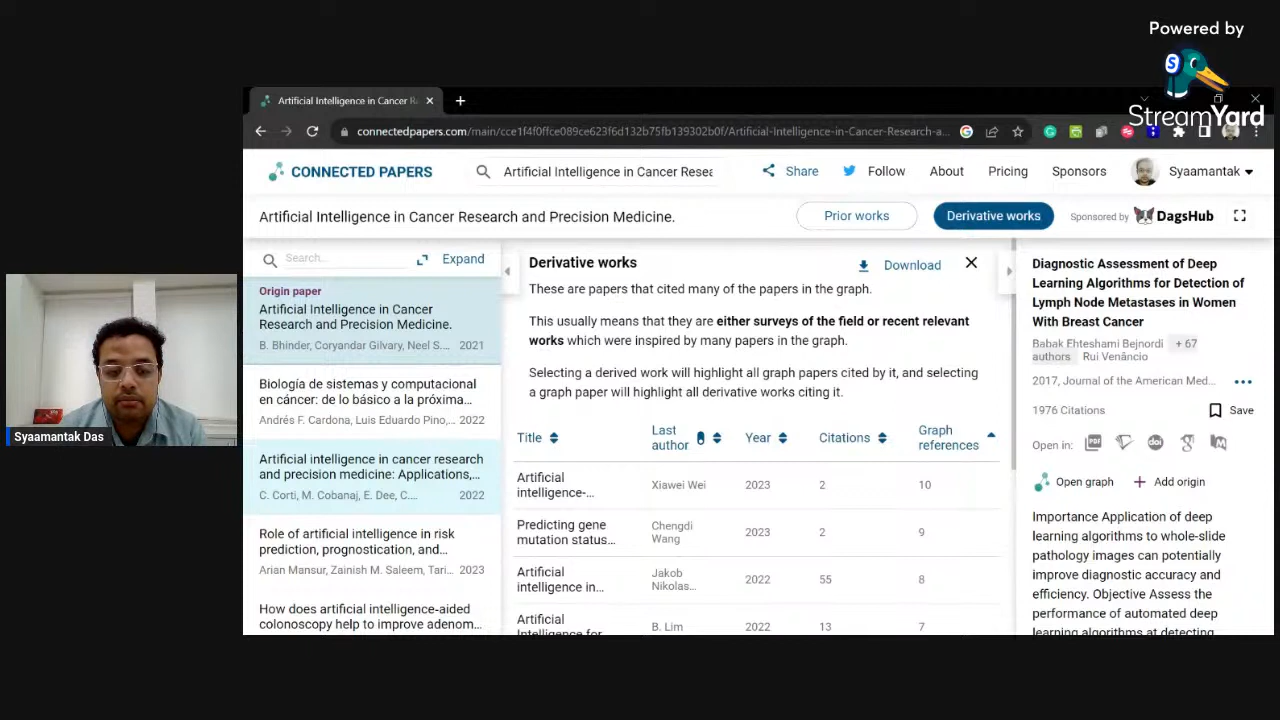 Powered by
StreamYard
Artificial Intelligence in Cancer R
connectedpapers.com/main/cce1f4f0ffce089ce623f6d132b75fb139302b0f/Artificial-Intelligence-in-Cancer-Research-a...
CONNECTED PAPERS
Artificial Intelligence in Cancer Resea
Share
Follow
About
Pricing
Sponsors
Syaamantak
Artificial Intelligence in Cancer Research and Precision Medicine.
Prior works
Derivative works
Sponsored by
DagsHub
Search...
Expand
Origin paper
Artificial Intelligence in Cancer
Research and Precision Medicine.
B. Bhinder, Coryandar Gilvary, Neel S.... 2021
Biología de sistemas y computacional
en cáncer: de lo básico a la próxima...
Andrés F. Cardona, Luis Eduardo Pino,... 2022
Artificial intelligence in cancer research
and precision medicine: Applications,...
C. Corti, M. Cobanaj, E. Dee, C.... 2022
Role of artificial intelligence in risk
prediction, prognostication, and...
Arian Mansur, Zainish M. Saleem, Tari... 2023
How does artificial intelligence-aided
colonoscopy help to improve adenom...
Derivative works
Download
These are papers that cited many of the papers in the graph.
This usually means that they are either surveys of the field or recent relevant
works which were inspired by many papers in the graph.
Selecting a derived work will highlight all graph papers cited by it, and selecting
a graph paper will highlight all derivative works citing it.
Title Last author Year Citations Graph references
Artificial intelligence-... Xiawei Wei 2023 2 10
Predicting gene mutation status... Chengdi Wang 2023 2 9
Artificial intelligence in... Jakob Nikolas... 2022 55 8
Artificial Intelligence for B. Lim 2022 13 7
Diagnostic Assessment of Deep
Learning Algorithms for Detection of
Lymph Node Metastases in Women
With Breast Cancer
Babak Ehteshami Bejnordi + 67
authors Rui Venâncio
2017, Journal of the American Med...
1976 Citations
Save
Open in:
PDF
doi
Open graph
Add origin
Importance Application of deep
learning algorithms to whole-slide
pathology images can potentially
improve diagnostic accuracy and
efficiency. Objective Assess the
performance of automated deep
learning algorithms at detecting
Syaamantak Das